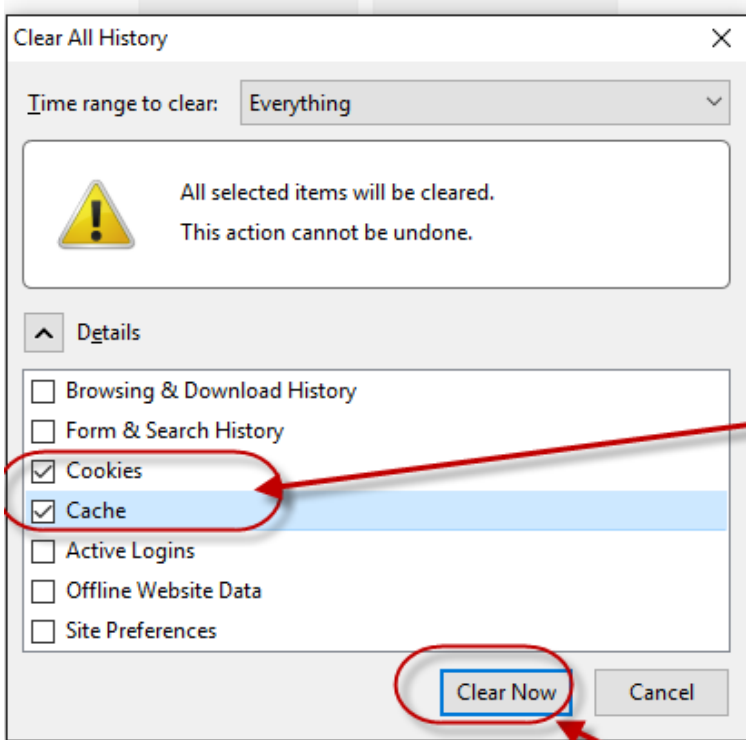 Clear All History
Time range to clear: Everything
All selected items will be cleared.
This action cannot be undone.
Details
Browsing & Download History
Form & Search History
Cookies
Cache
Active Logins
Offline Website Data
Site Preferences
Clear Now Cancel